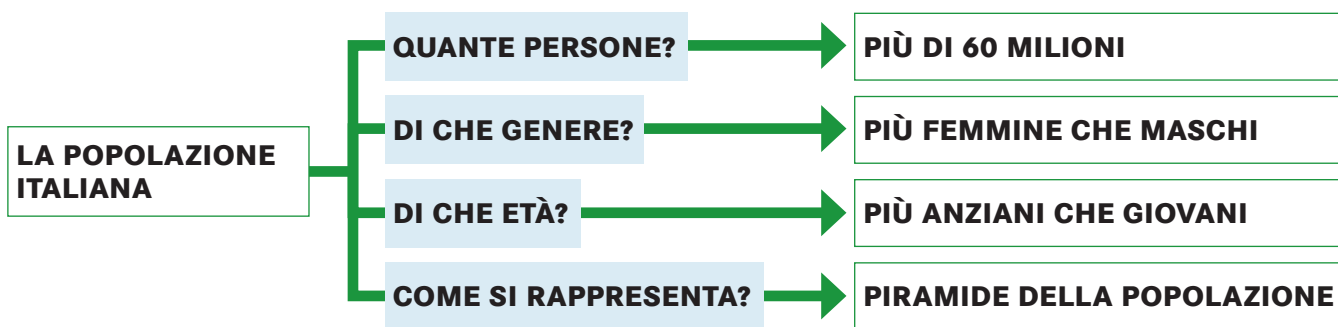 LA POPOLAZIONE
ITALIANA
QUANTE PERSONE?
PIÙ DI 60 MILIONI
DI CHE GENERE?
PIÙ FEMMINE CHE MASCHI
DI CHE ETÀ?
PIÙ ANZIANI CHE GIOVANI
COME SI RAPPRESENTA?
PIRAMIDE DELLA POPOLAZIONE